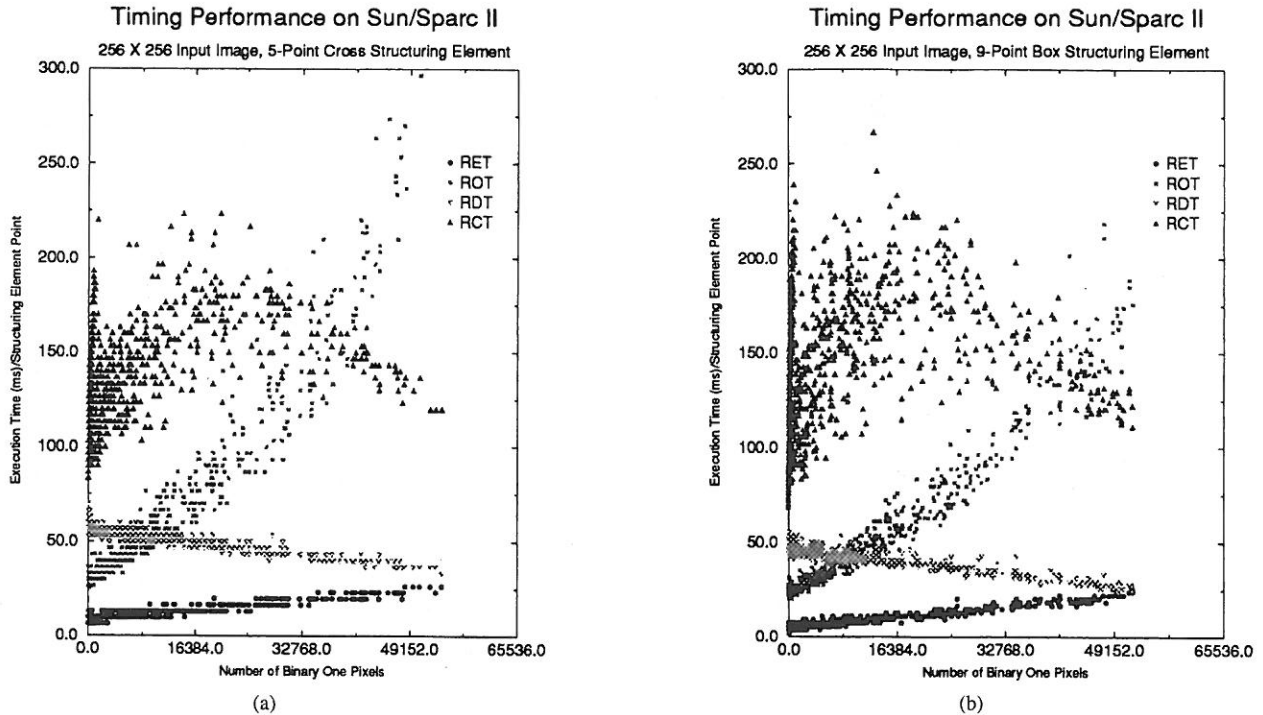 Timing Performance on Sun/Sparc II
256 X 256 Input Image, 5-Point Cross Structuring Element
300.0
250.0
200.0
150.0
100.0
50.0
0.0
Execution Time (ms)/Structuring Element Point
RET
ROT
RDT
RCT
0.0 16384.0 32768.0 49152.0 65536.0
Number of Binary One Pixels
(a)
Timing Performance on Sun/Sparc II
256 X 256 Input Image, 9-Point Box Structuring Element
300.0
250.0
200.0
150.0
100.0
50.0
0.0
Execution Time (ms)/Structuring Element Point
RET
ROT
RDT
RCT
0.0 16384.0 32768.0 49152.0 65536.0
Number of Binary One Pixels
(b)